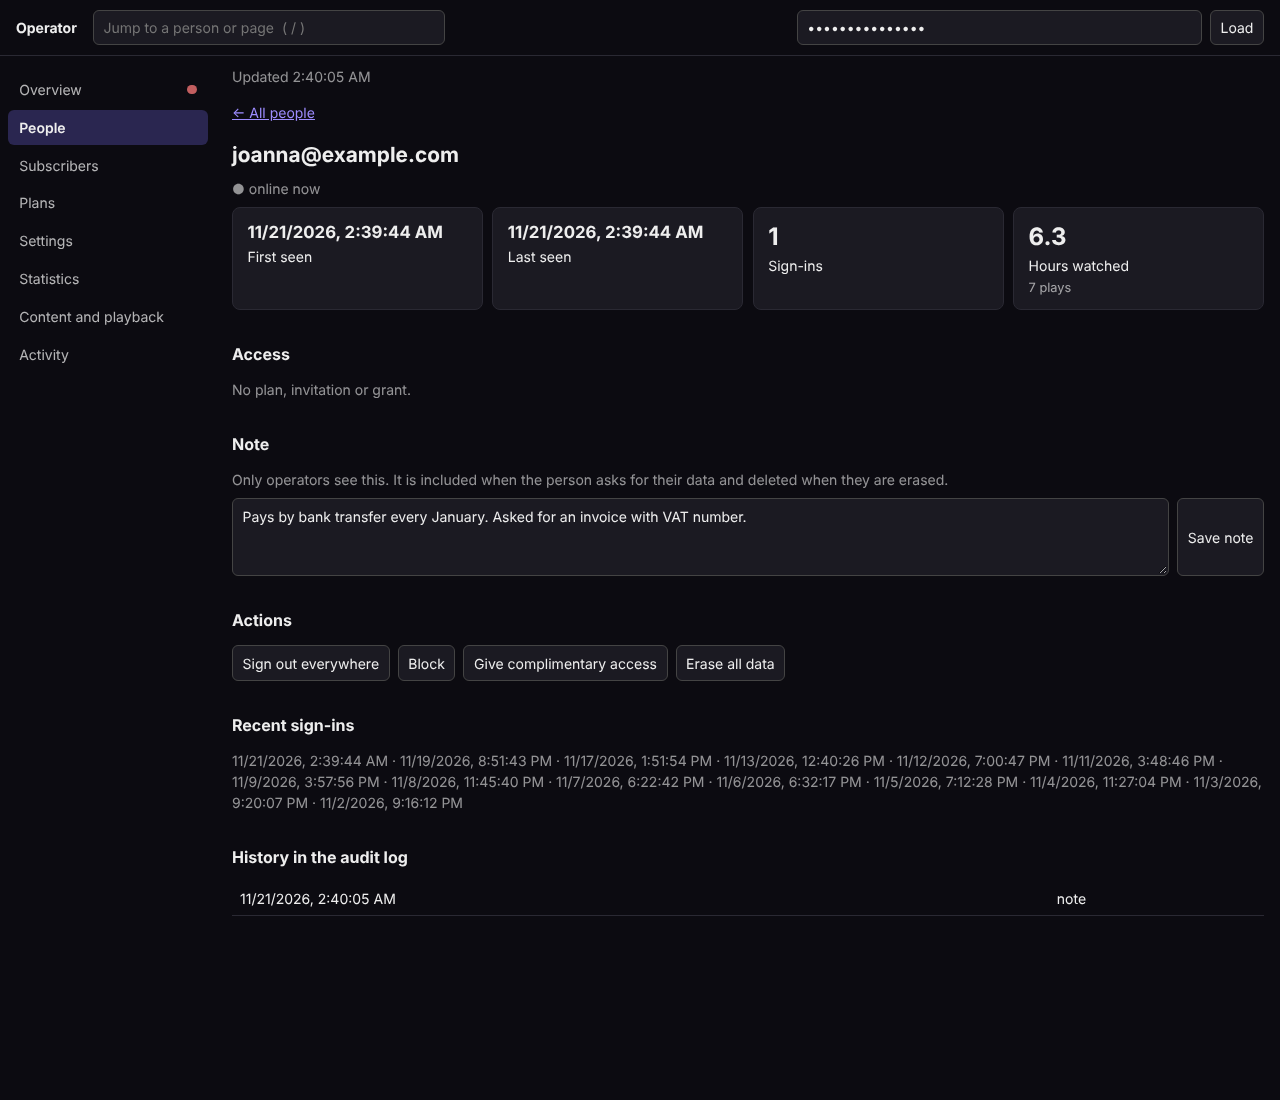 Operator
Jump to a person or page ( / )
•••••••••••••••
Load
Overview
People
Subscribers
Plans
Settings
Statistics
Content and playback
Activity
Updated 2:40:05 AM
← All people
joanna@example.com
● online now
11/21/2026, 2:39:44 AM
First seen
11/21/2026, 2:39:44 AM
Last seen
1
Sign-ins
6.3
Hours watched
7 plays
Access
No plan, invitation or grant.
Note
Only operators see this. It is included when the person asks for their data and deleted when they are erased.
Pays by bank transfer every January. Asked for an invoice with VAT number.
Save note
Actions
Sign out everywhere
Block
Give complimentary access
Erase all data
Recent sign-ins
11/21/2026, 2:39:44 AM · 11/19/2026, 8:51:43 PM · 11/17/2026, 1:51:54 PM · 11/13/2026, 12:40:26 PM · 11/12/2026, 7:00:47 PM · 11/11/2026, 3:48:46 PM ·
11/9/2026, 3:57:56 PM · 11/8/2026, 11:45:40 PM · 11/7/2026, 6:22:42 PM · 11/6/2026, 6:32:17 PM · 11/5/2026, 7:12:28 PM · 11/4/2026, 11:27:04 PM · 11/3/2026,
9:20:07 PM · 11/2/2026, 9:16:12 PM
History in the audit log
11/21/2026, 2:40:05 AM
note